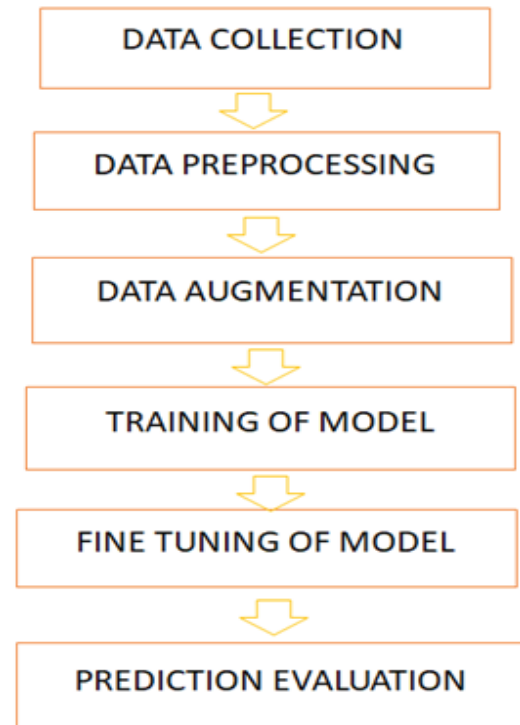 DATA COLLECTION
DATA PREPROCESSING
DATA AUGMENTATION
TRAINING OF MODEL
FINE TUNING OF MODEL
PREDICTION EVALUATION